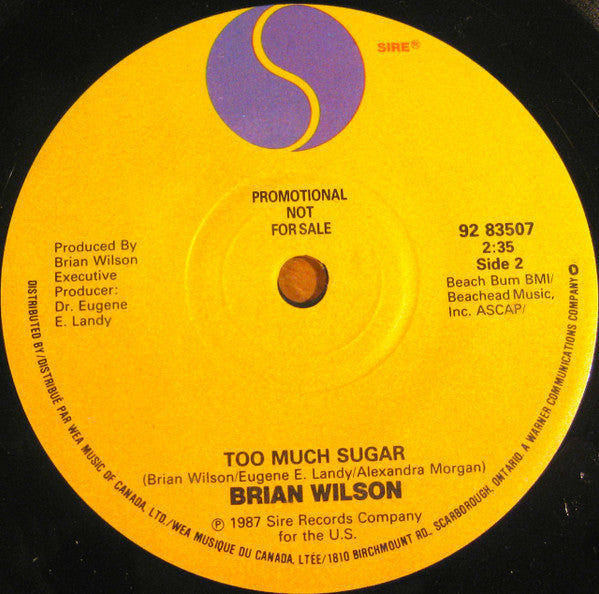 SIRE®
PROMOTIONAL
NOT
FOR SALE
Produced By
Brian Wilson
Executive
Producer:
Dr. Eugene
E. Landy
92 83507
2:35
Side 2
Beach Bum BMI/
Beachead Music,
Inc. ASCAP/
TOO MUCH SUGAR
(Brian Wilson/Eugene E. Landy/Alexandra Morgan)
BRIAN WILSON
℗ 1987 Sire Records Company
for the U.S.
DISTRIBUTED BY/DISTRIBUÉ PAR WEA MUSIC OF CANADA, LTD./WEA MUSIQUE DU CANADA, LTÉE/1810 BIRCHMOUNT RD., SCARBOROUGH, ONTARIO. A WARNER COMMUNICATIONS COMPANY